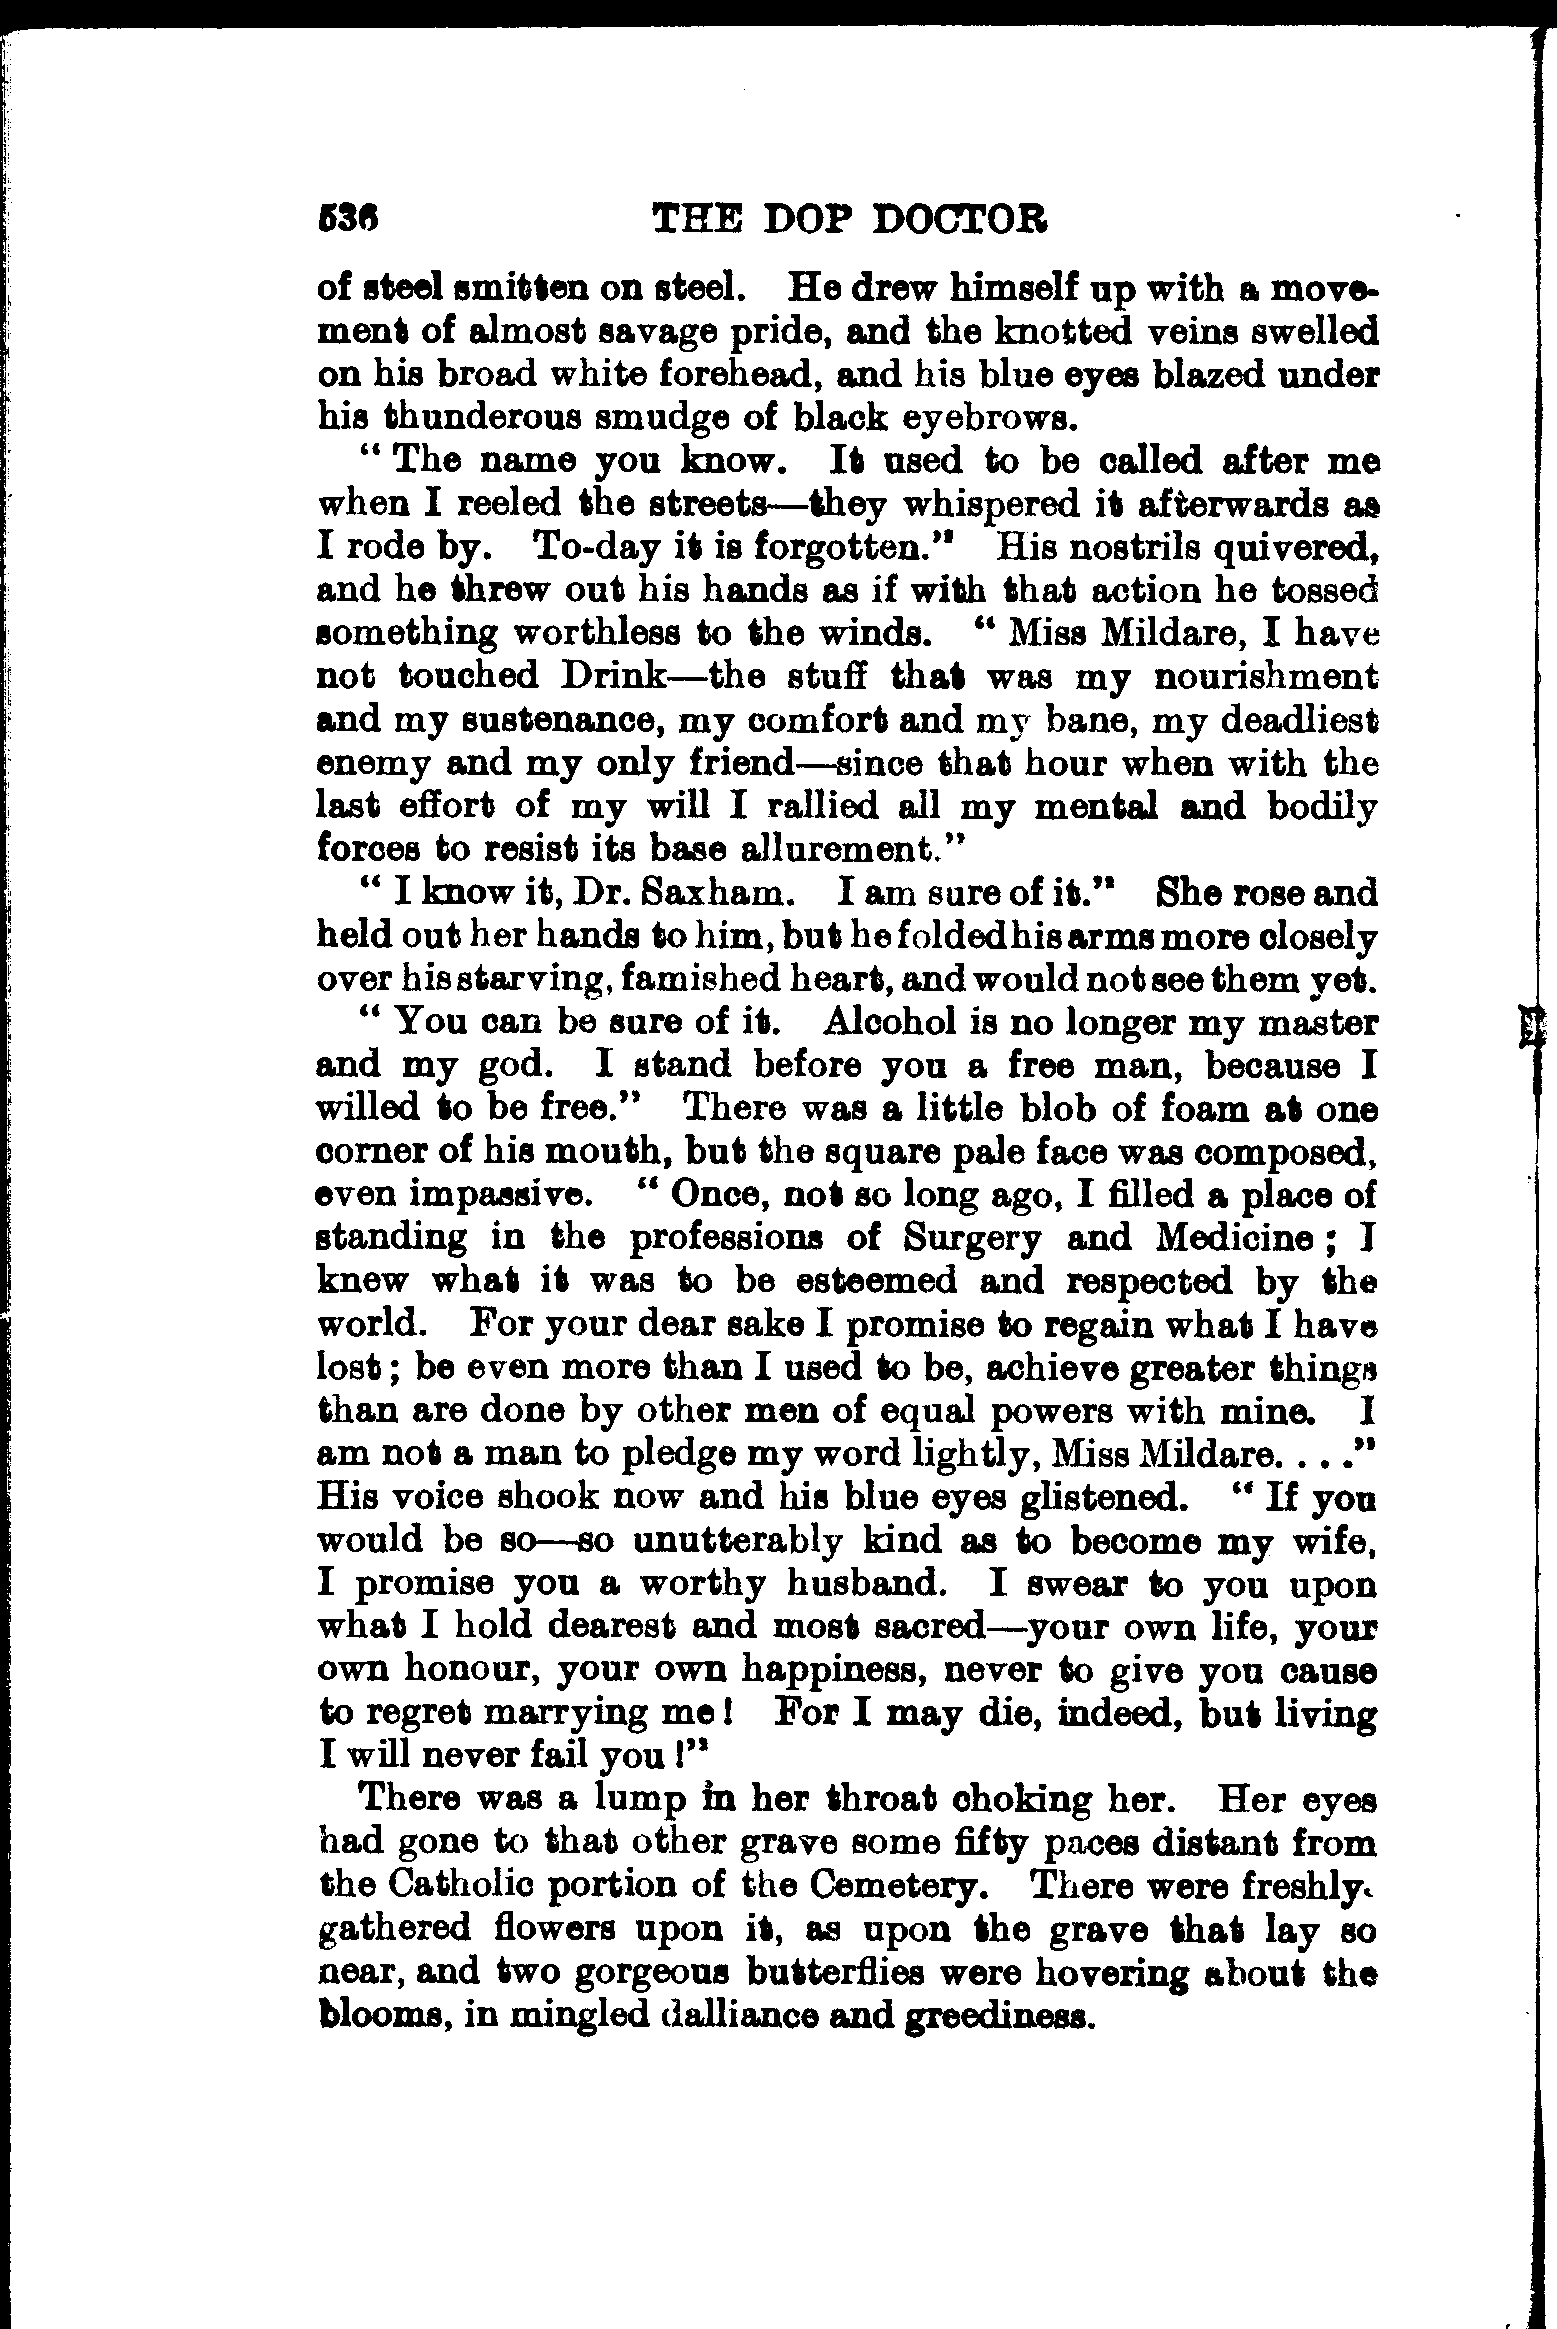 536 THE DOP DOCTOR
of steel smitten on steel. He drew himself up with a move-
ment of almost savage pride, and the knotted veins swelled
on his broad white forehead, and his blue eyes blazed under
his thunderous smudge of black eyebrows.
“ The name you know. It used to be called after me
when I reeled the streets—they whispered it afterwards as
I rode by. To-day it is forgotten.” His nostrils quivered,
and he threw out his hands as if with that action he tossed
something worthless to the winds. “ Miss Mildare, I have
not touched Drink—the stuff that was my nourishment
and my sustenance, my comfort and my bane, my deadliest
enemy and my only friend—since that hour when with the
last effort of my will I rallied all my mental and bodily
forces to resist its base allurement.”
“ I know it, Dr. Saxham. I am sure of it.” She rose and
held out her hands to him, but he folded his arms more closely
over his starving, famished heart, and would not see them yet.
“ You can be sure of it. Alcohol is no longer my master
and my god. I stand before you a free man, because I
willed to be free.” There was a little blob of foam at one
corner of his mouth, but the square pale face was composed,
even impassive. “ Once, not so long ago, I filled a place of
standing in the professions of Surgery and Medicine ; I
knew what it was to be esteemed and respected by the
world. For your dear sake I promise to regain what I have
lost ; be even more than I used to be, achieve greater things
than are done by other men of equal powers with mine. I
am not a man to pledge my word lightly, Miss Mildare. . . .”
His voice shook now and his blue eyes glistened. “ If you
would be so—so unutterably kind as to become my wife,
I promise you a worthy husband. I swear to you upon
what I hold dearest and most sacred—your own life, your
own honour, your own happiness, never to give you cause
to regret marrying me ! For I may die, indeed, but living
I will never fail you !”
There was a lump in her throat choking her. Her eyes
had gone to that other grave some fifty paces distant from
the Catholic portion of the Cemetery. There were freshly-
gathered flowers upon it, as upon the grave that lay so
near, and two gorgeous butterflies were hovering about the
blooms, in mingled dalliance and greediness.